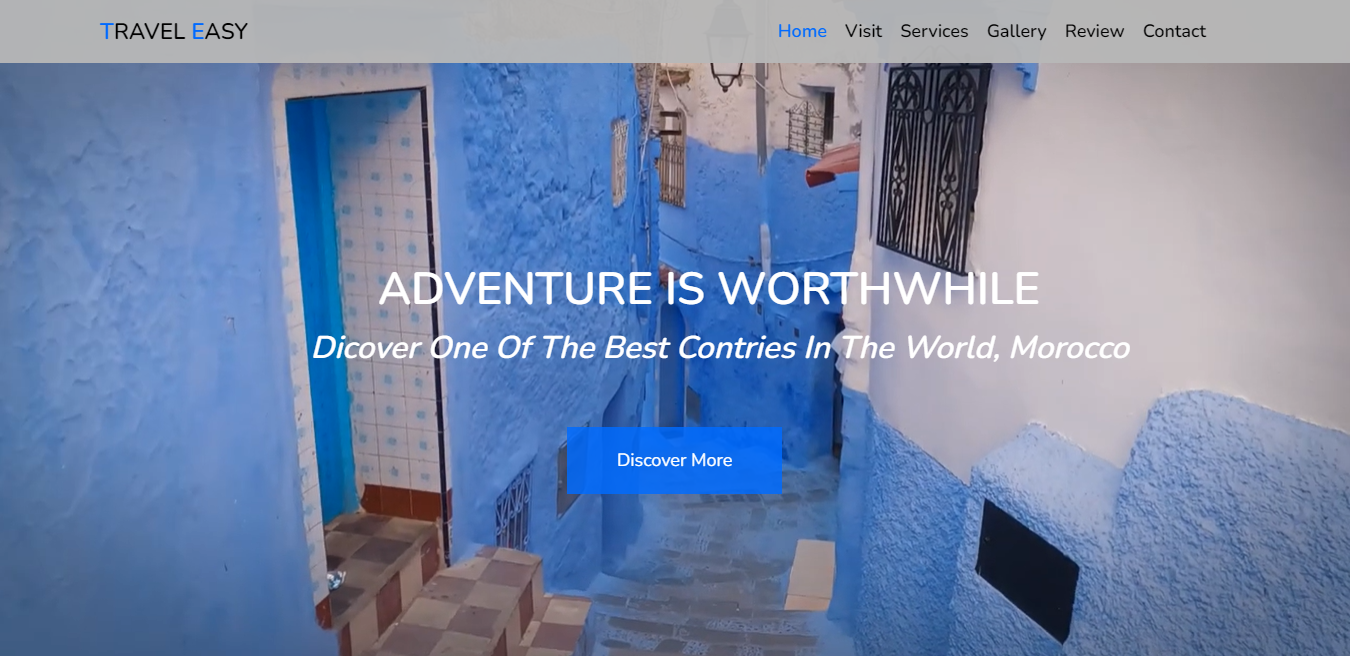 TRAVEL EASY
Home Visit Services Gallery Review Contact
ADVENTURE IS WORTHWHILE
Dicover One Of The Best Contries In The World, Morocco
Discover More